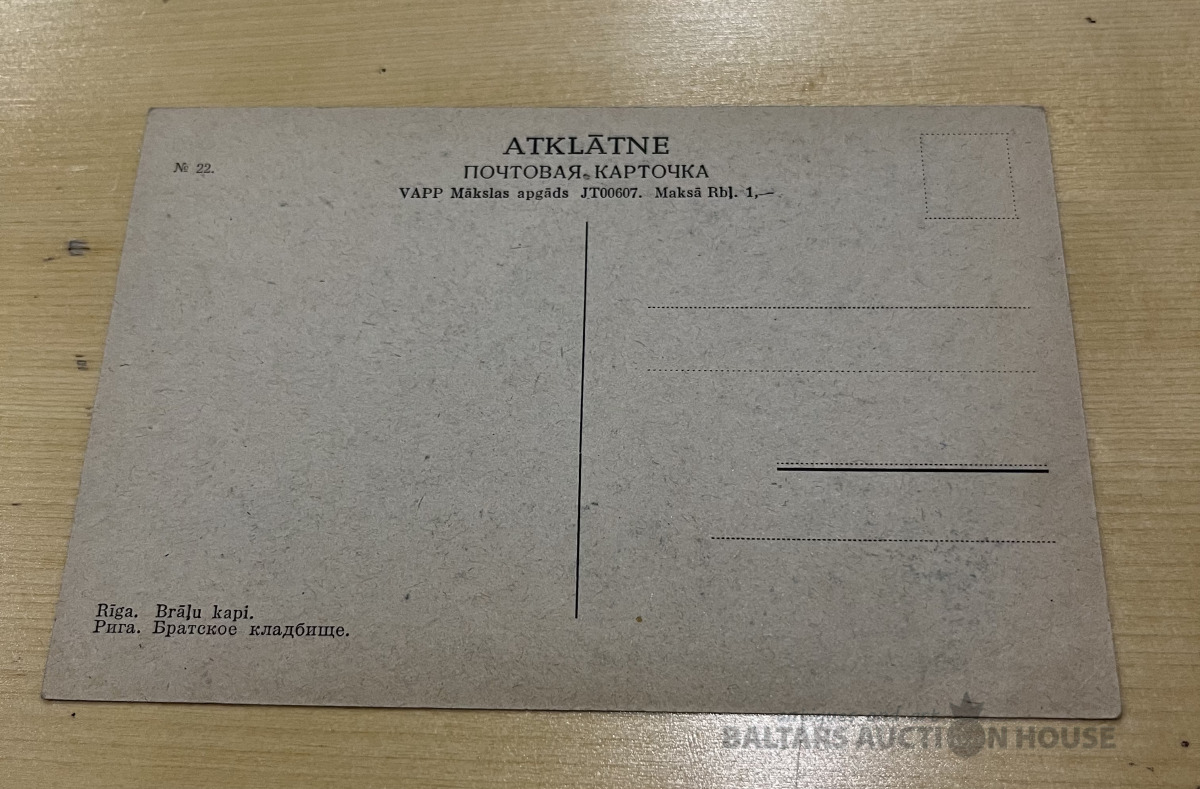 ATKLĀTNE
№ 22.
ПОЧТОВАЯ КАРТОЧКА
VAPP Mākslas apgāds JT00607. Maksā Rbļ. 1,—
Rīga. Brāļu kapi.
Рига. Братское кладбище.
BALTARS AUCTION HOUSE